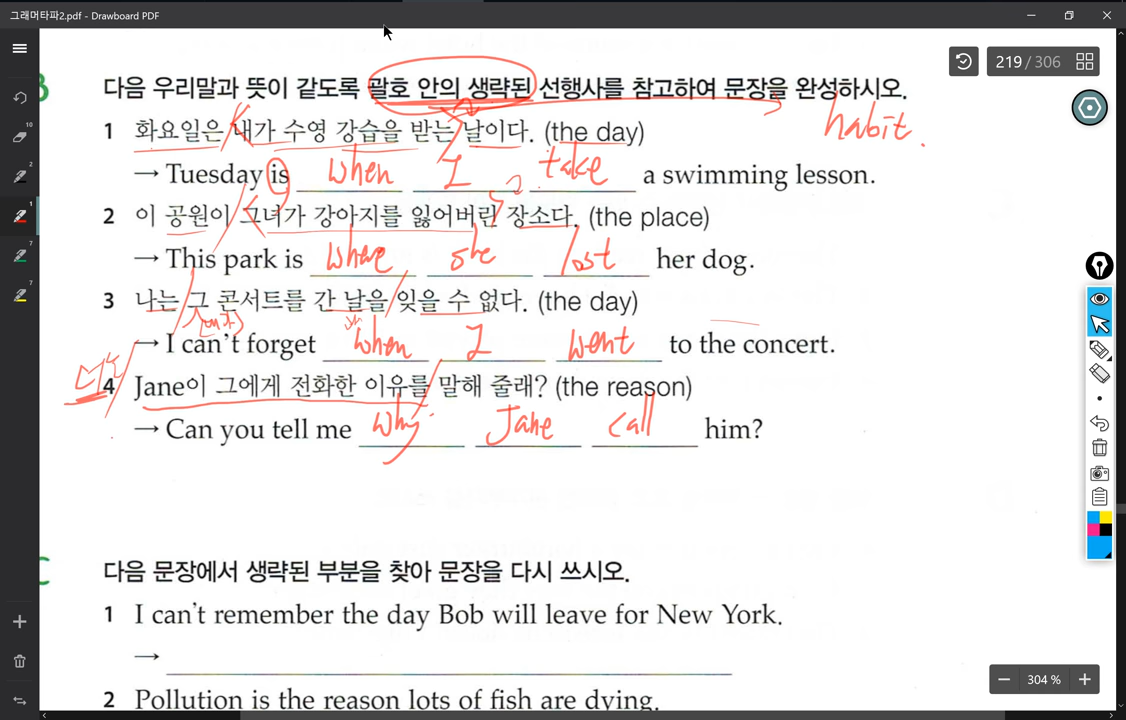 그래머타파2.pdf - Drawboard PDF
219 / 306
다음 우리말과 뜻이 같도록 괄호 안의 생략된 선행사를 참고하여 문장을 완성하시오.
habit.
1 화요일은 내가 수영 강습을 받는 날이다. (the day)
→ Tuesday is when I take a swimming lesson.
2 이 공원이 그녀가 강아지를 잃어버린 장소다. (the place)
→ This park is where she lost her dog.
3 나는 그 콘서트를 간 날을 잊을 수 없다. (the day)
→ I can't forget when I went to the concert.
4 Jane이 그에게 전화한 이유를 말해 줄래? (the reason)
→ Can you tell me why Jane call him?
C
다음 문장에서 생략된 부분을 찾아 문장을 다시 쓰시오.
1 I can't remember the day Bob will leave for New York.
→
2 Pollution is the reason lots of fish are dying.
304 %